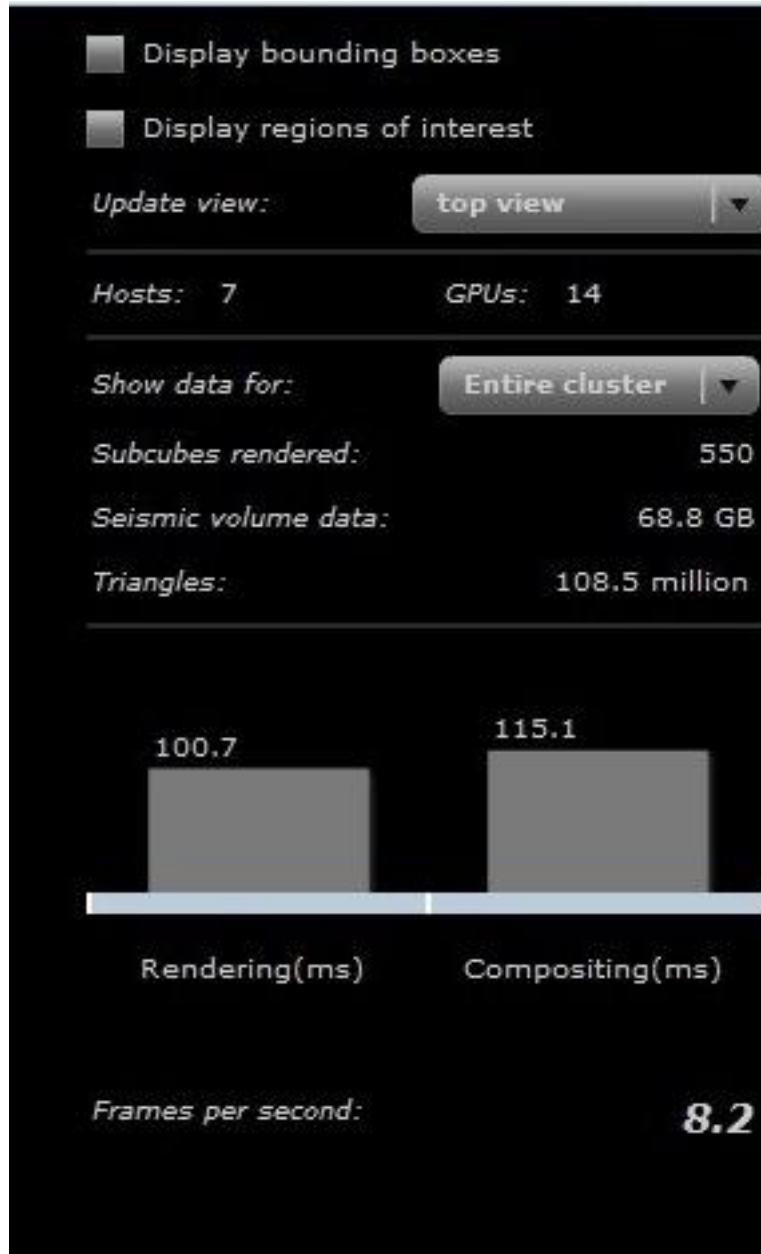 Display bounding boxes
Display regions of interest
Update view: top view
Hosts: 7 GPUs: 14
Show data for: Entire cluster
Subcubes rendered: 550
Seismic volume data: 68.8 GB
Triangles: 108.5 million
100.7 115.1
Rendering(ms) Compositing(ms)
Frames per second: 8.2